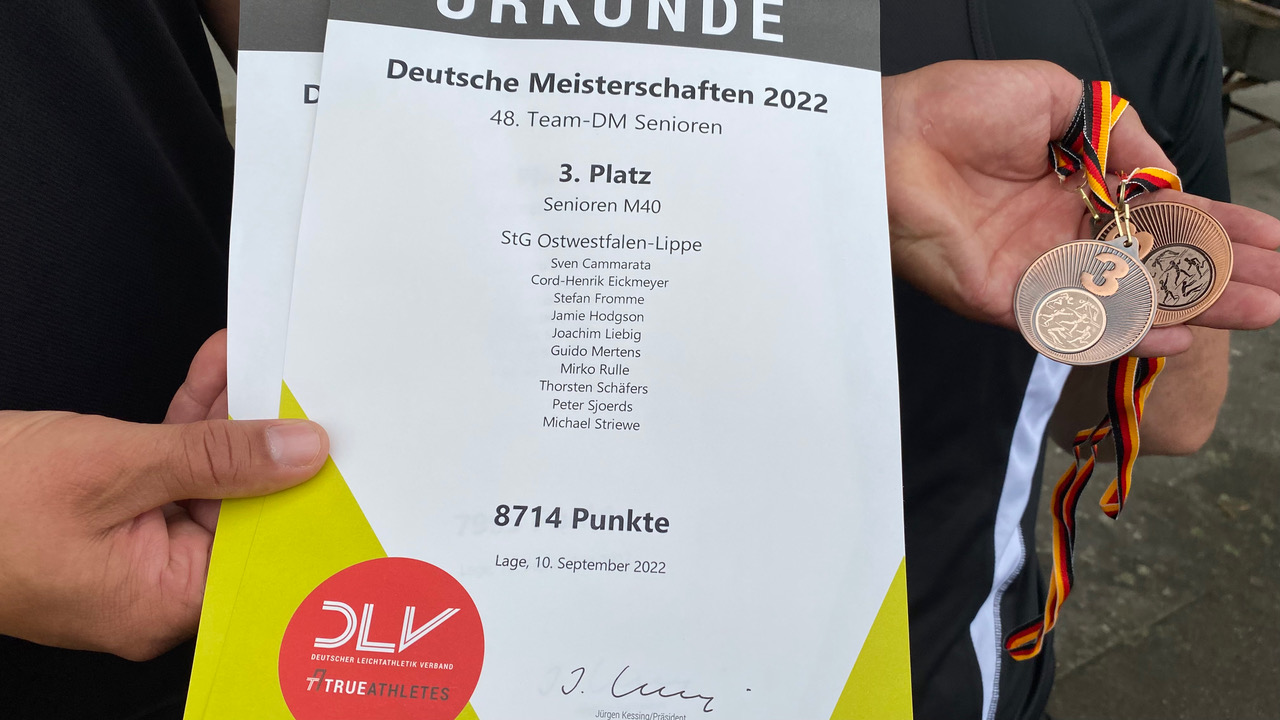 URKUNDE
D
Deutsche Meisterschaften 2022
48. Team-DM Senioren
3. Platz
Senioren M40
StG Ostwestfalen-Lippe
Sven Cammarata
Cord-Henrik Eickmeyer
Stefan Fromme
Jamie Hodgson
Joachim Liebig
Guido Mertens
Mirko Rulle
Thorsten Schäfers
Peter Sjoerds
Michael Striewe
8714 Punkte
Lage, 10. September 2022
DLV
DEUTSCHER LEICHTATHLETIK VERBAND
TRUEATHLETES
Jürgen Kessing/Präsident
3